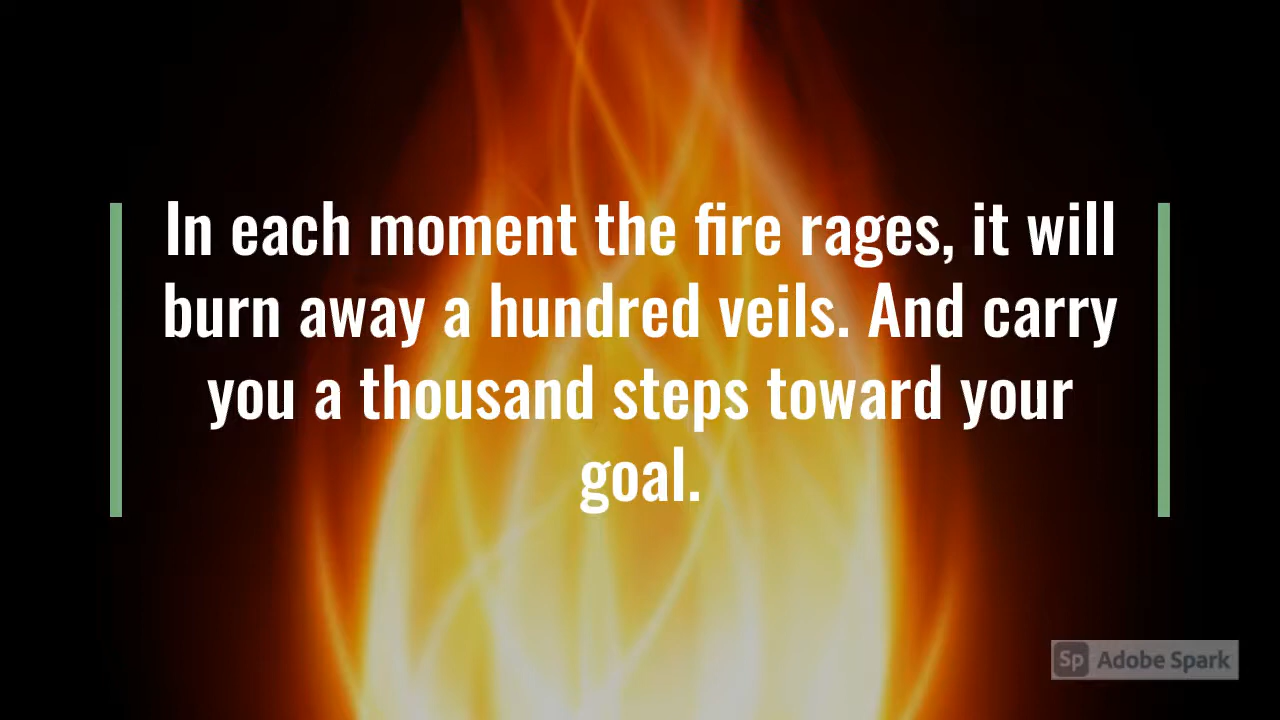 In each moment the fire rages, it will
burn away a hundred veils. And carry
you a thousand steps toward your
goal.
Sp Adobe Spark